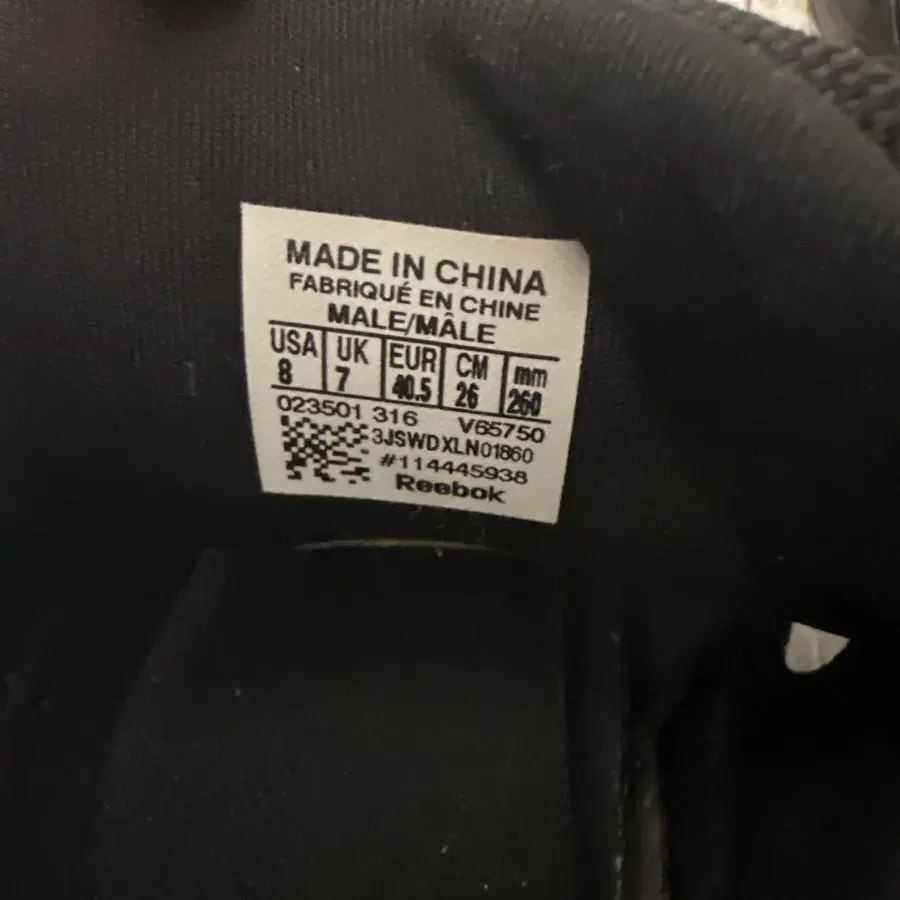 MADE IN CHINA
FABRIQUÉ EN CHINE
MALE/MÂLE
USA UK EUR CM mm
8 7 40.5 26 260
023501 316 V65750
3JSWDXLN01860
#114445938
Reebok